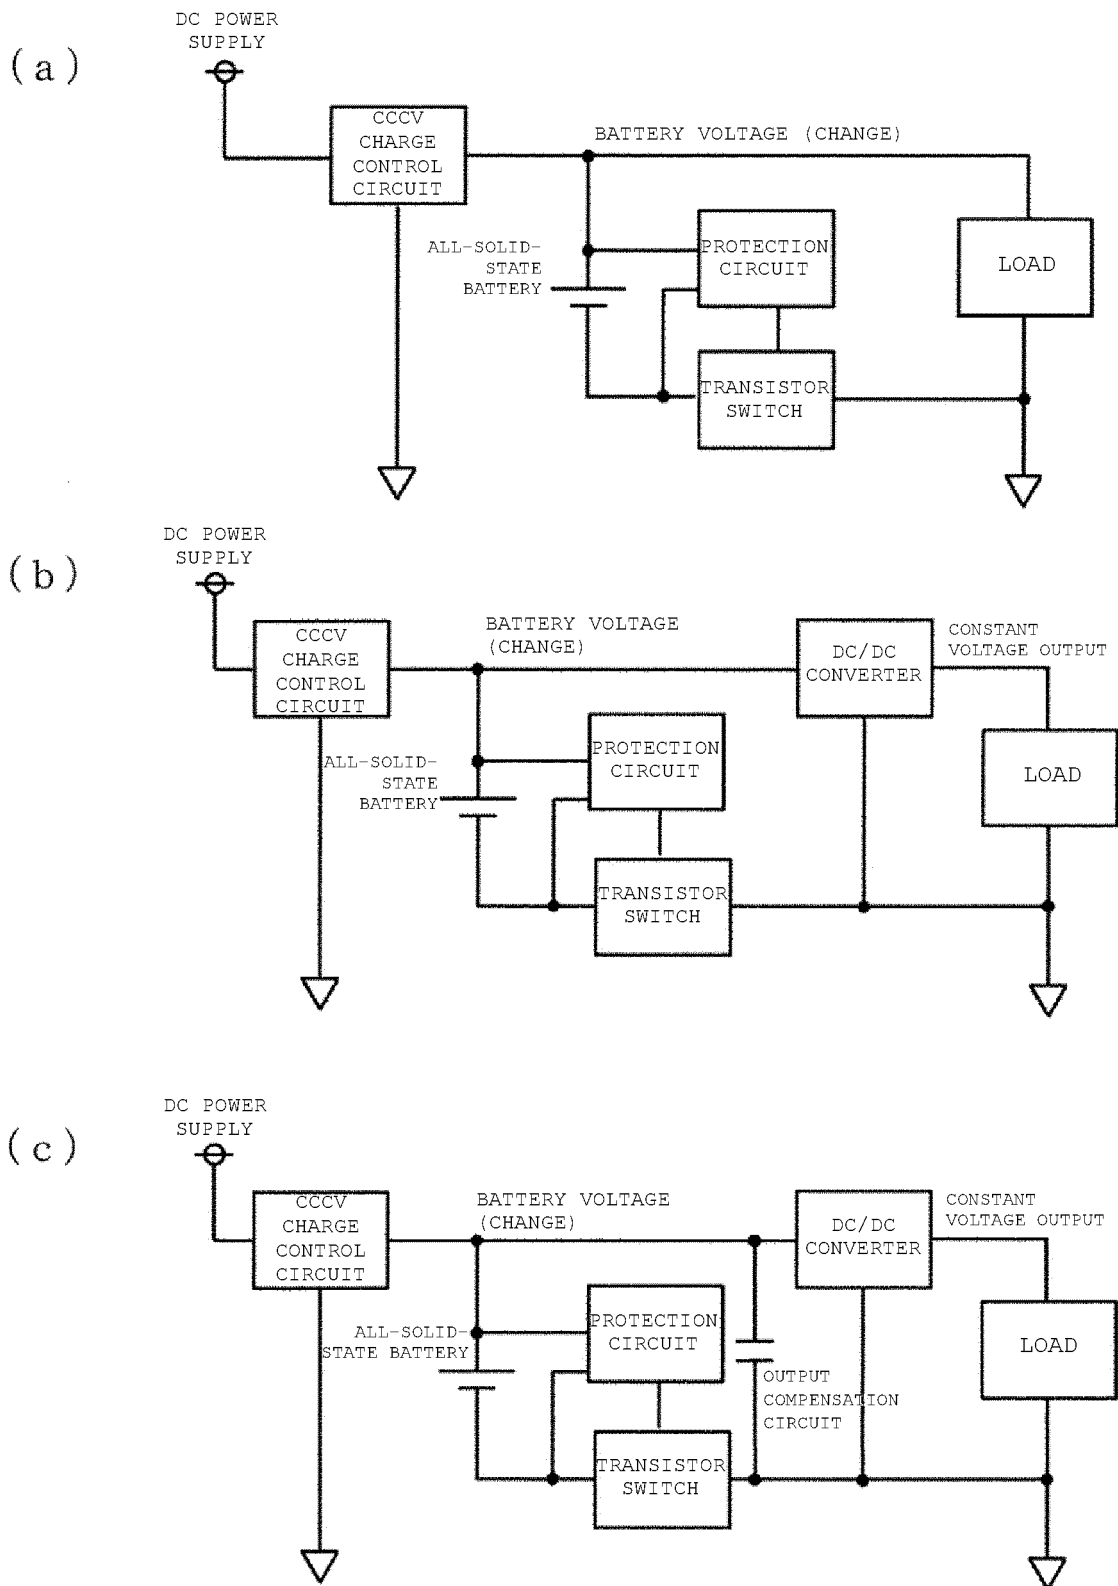 DC POWER
SUPPLY
(a)
CCCV
CHARGE
CONTROL
CIRCUIT
BATTERY VOLTAGE (CHANGE)
ALL-SOLID-
STATE
BATTERY
PROTECTION
CIRCUIT
LOAD
TRANSISTOR
SWITCH
DC POWER
SUPPLY
(b)
CCCV
CHARGE
CONTROL
CIRCUIT
BATTERY VOLTAGE
(CHANGE)
DC/DC
CONVERTER
CONSTANT
VOLTAGE OUTPUT
ALL-SOLID-
STATE
BATTERY
PROTECTION
CIRCUIT
LOAD
TRANSISTOR
SWITCH
DC POWER
SUPPLY
(c)
CCCV
CHARGE
CONTROL
CIRCUIT
BATTERY VOLTAGE
(CHANGE)
DC/DC
CONVERTER
CONSTANT
VOLTAGE OUTPUT
ALL-SOLID-
STATE BATTERY
PROTECTION
CIRCUIT
OUTPUT
COMPENSATION
CIRCUIT
LOAD
TRANSISTOR
SWITCH